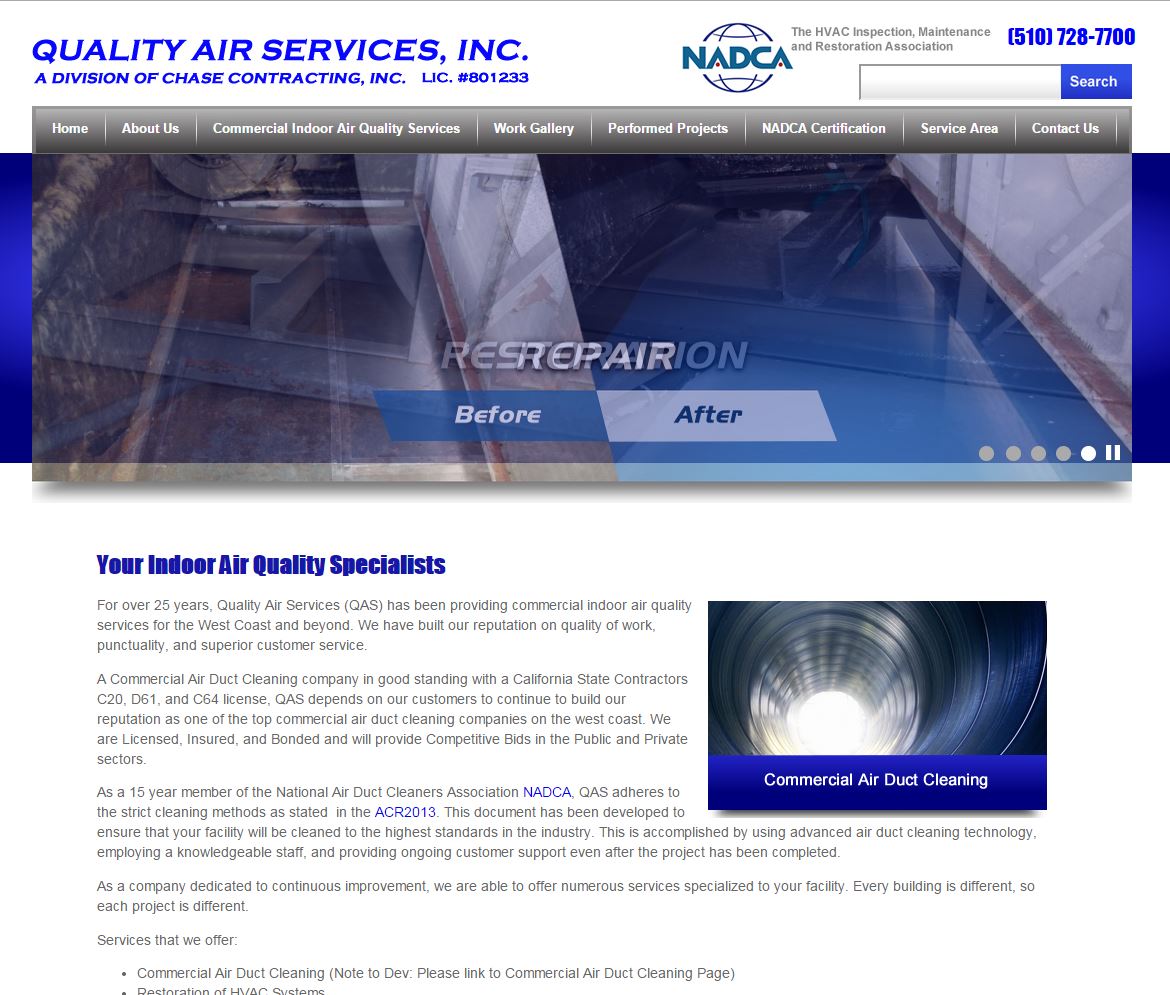 QUALITY AIR SERVICES, INC.
A DIVISION OF CHASE CONTRACTING, INC. LIC. #801233
NADCA
The HVAC Inspection, Maintenance
and Restoration Association
(510) 728-7700
Search
Home About Us Commercial Indoor Air Quality Services Work Gallery Performed Projects NADCA Certification Service Area Contact Us
RESTORATION
REPAIR
Before After
Your Indoor Air Quality Specialists
For over 25 years, Quality Air Services (QAS) has been providing commercial indoor air quality
services for the West Coast and beyond. We have built our reputation on quality of work,
punctuality, and superior customer service.
A Commercial Air Duct Cleaning company in good standing with a California State Contractors
C20, D61, and C64 license, QAS depends on our customers to continue to build our
reputation as one of the top commercial air duct cleaning companies on the west coast. We
are Licensed, Insured, and Bonded and will provide Competitive Bids in the Public and Private
sectors.
Commercial Air Duct Cleaning
As a 15 year member of the National Air Duct Cleaners Association NADCA, QAS adheres to
the strict cleaning methods as stated in the ACR2013. This document has been developed to
ensure that your facility will be cleaned to the highest standards in the industry. This is accomplished by using advanced air duct cleaning technology,
employing a knowledgeable staff, and providing ongoing customer support even after the project has been completed.
As a company dedicated to continuous improvement, we are able to offer numerous services specialized to your facility. Every building is different, so
each project is different.
Services that we offer:
• Commercial Air Duct Cleaning (Note to Dev: Please link to Commercial Air Duct Cleaning Page)
• Restoration of HVAC Systems